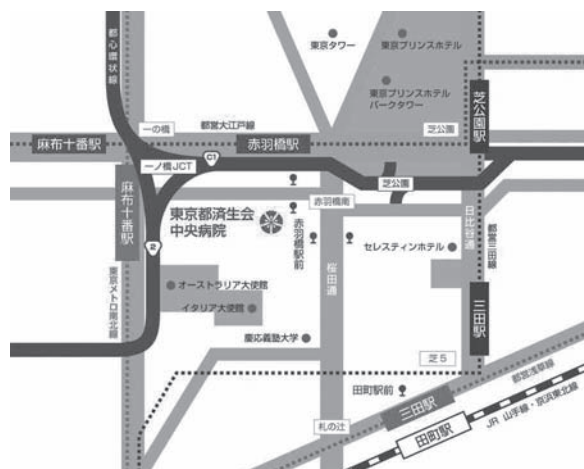 都心環状線
東京タワー
東京プリンスホテル
東京プリンスホテル
パークタワー
芝公園駅
一の橋
都営大江戸線
芝公園
麻布十番駅
赤羽橋駅
一ノ橋JCT
C1
芝公園
麻布十番駅
赤羽橋南
東京都済生会
中央病院
赤羽橋駅前
日比谷通
都営三田線
2
桜田通
セレスティンホテル
東京メトロ南北線
オーストラリア大使館
イタリア大使館
三田駅
慶応義塾大学
芝5
都営浅草線
田町駅前
三田駅
札の辻
田町駅
JR 山手線・京浜東北線